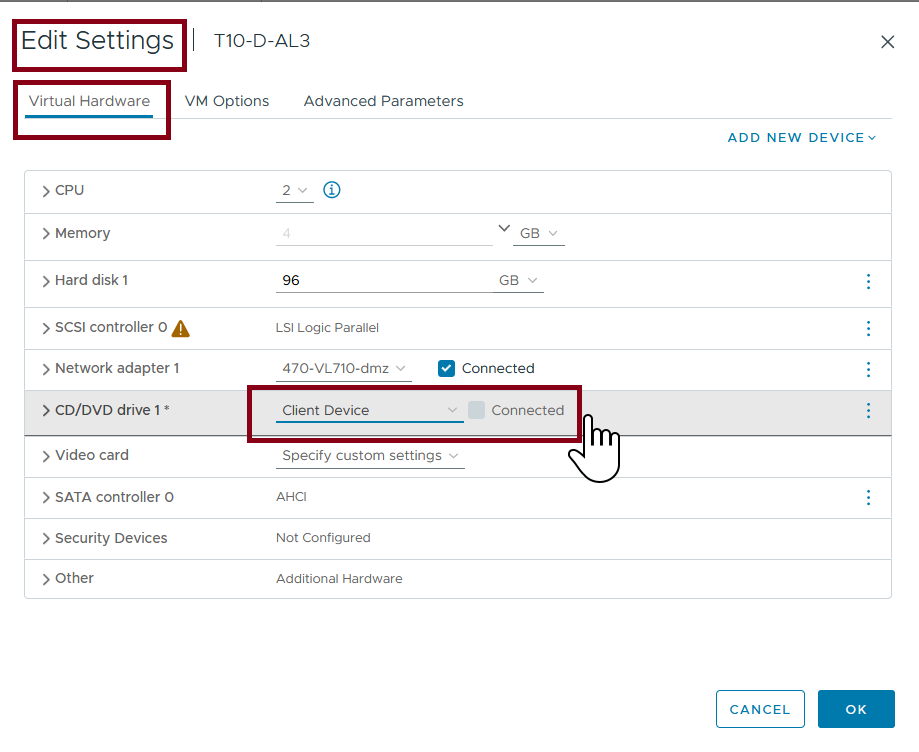 Edit Settings | T10-D-AL3
Virtual Hardware VM Options Advanced Parameters
ADD NEW DEVICE
CPU 2
Memory 4 GB
Hard disk 1 96 GB
SCSI controller 0 LSI Logic Parallel
Network adapter 1 470-VL710-dmz Connected
CD/DVD drive 1 * Client Device Connected
Video card Specify custom settings
SATA controller 0 AHCI
Security Devices Not Configured
Other Additional Hardware
CANCEL OK